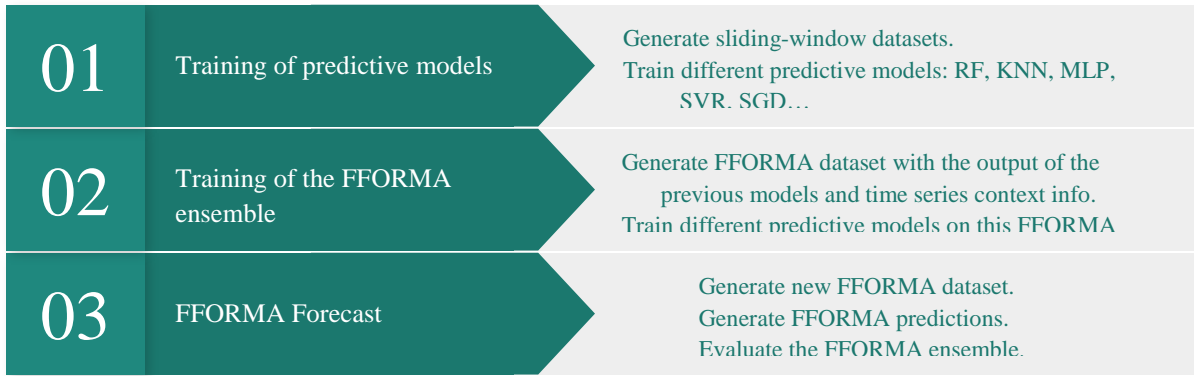 01
Training of predictive models
Generate sliding-window datasets.
Train different predictive models: RF, KNN, MLP,
SVR, SGD…
02
Training of the FFORMA
ensemble
Generate FFORMA dataset with the output of the
previous models and time series context info.
Train different predictive models on this FFORMA
03
FFORMA Forecast
Generate new FFORMA dataset.
Generate FFORMA predictions.
Evaluate the FFORMA ensemble.